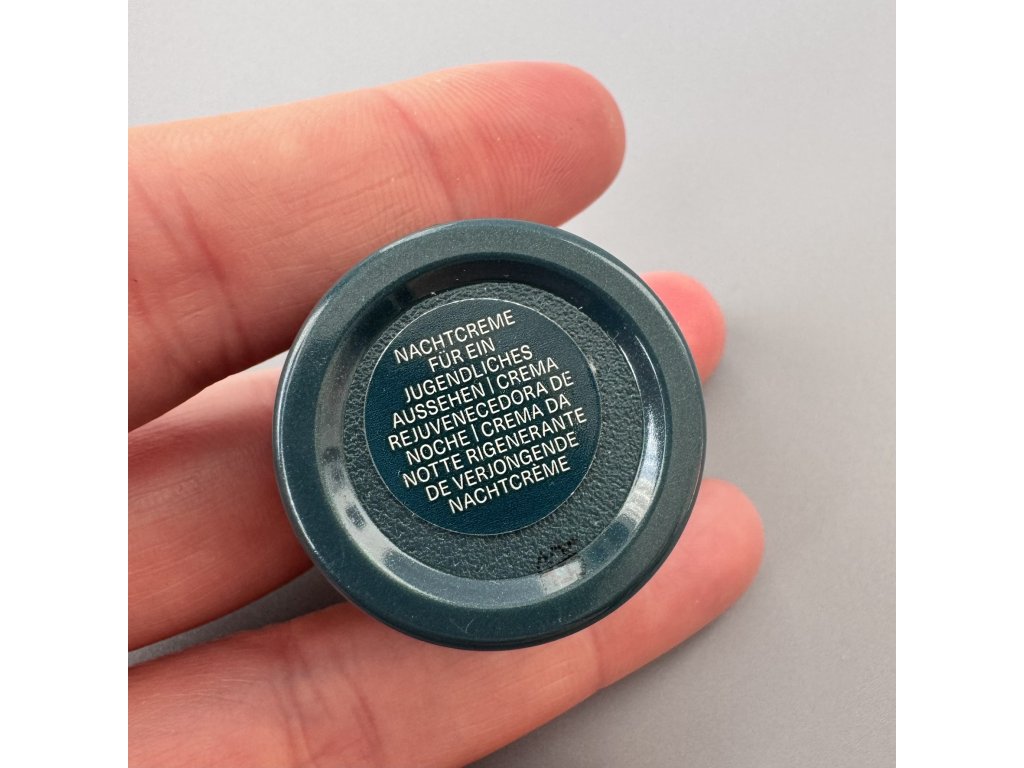 NACHTCREME
FÜR EIN
JUGENDLICHES
AUSSEHEN | CREMA
REJUVENECEDORA DE
NOCHE | CREMA DA
NOTTE RIGENERANTE
DE VERJONGENDE
NACHTCRÈME